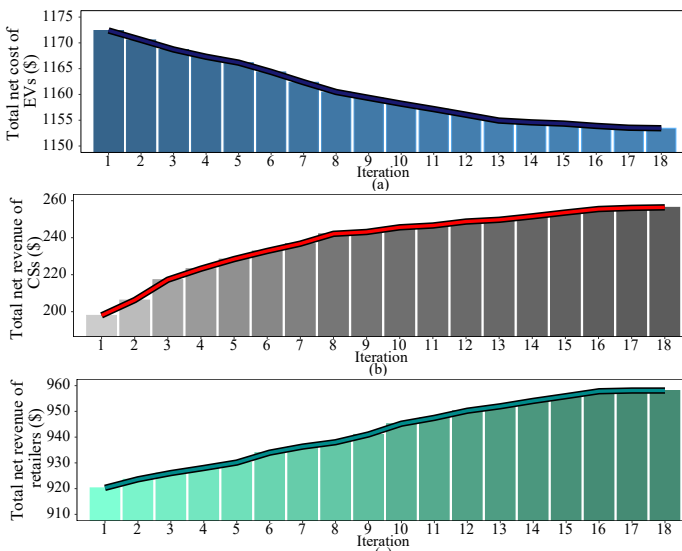 Total net cost of
EVs ($)
1175
1170
1165
1160
1155
1150
1 2 3 4 5 6 7 8 9 10 11 12 13 14 15 16 17 18
Iteration
(a)
Total net revenue of
CSs ($)
260
240
220
200
1 2 3 4 5 6 7 8 9 10 11 12 13 14 15 16 17 18
Iteration
(b)
Total net revenue of
retailers ($)
960
950
940
930
920
910
1 2 3 4 5 6 7 8 9 10 11 12 13 14 15 16 17 18
Iteration